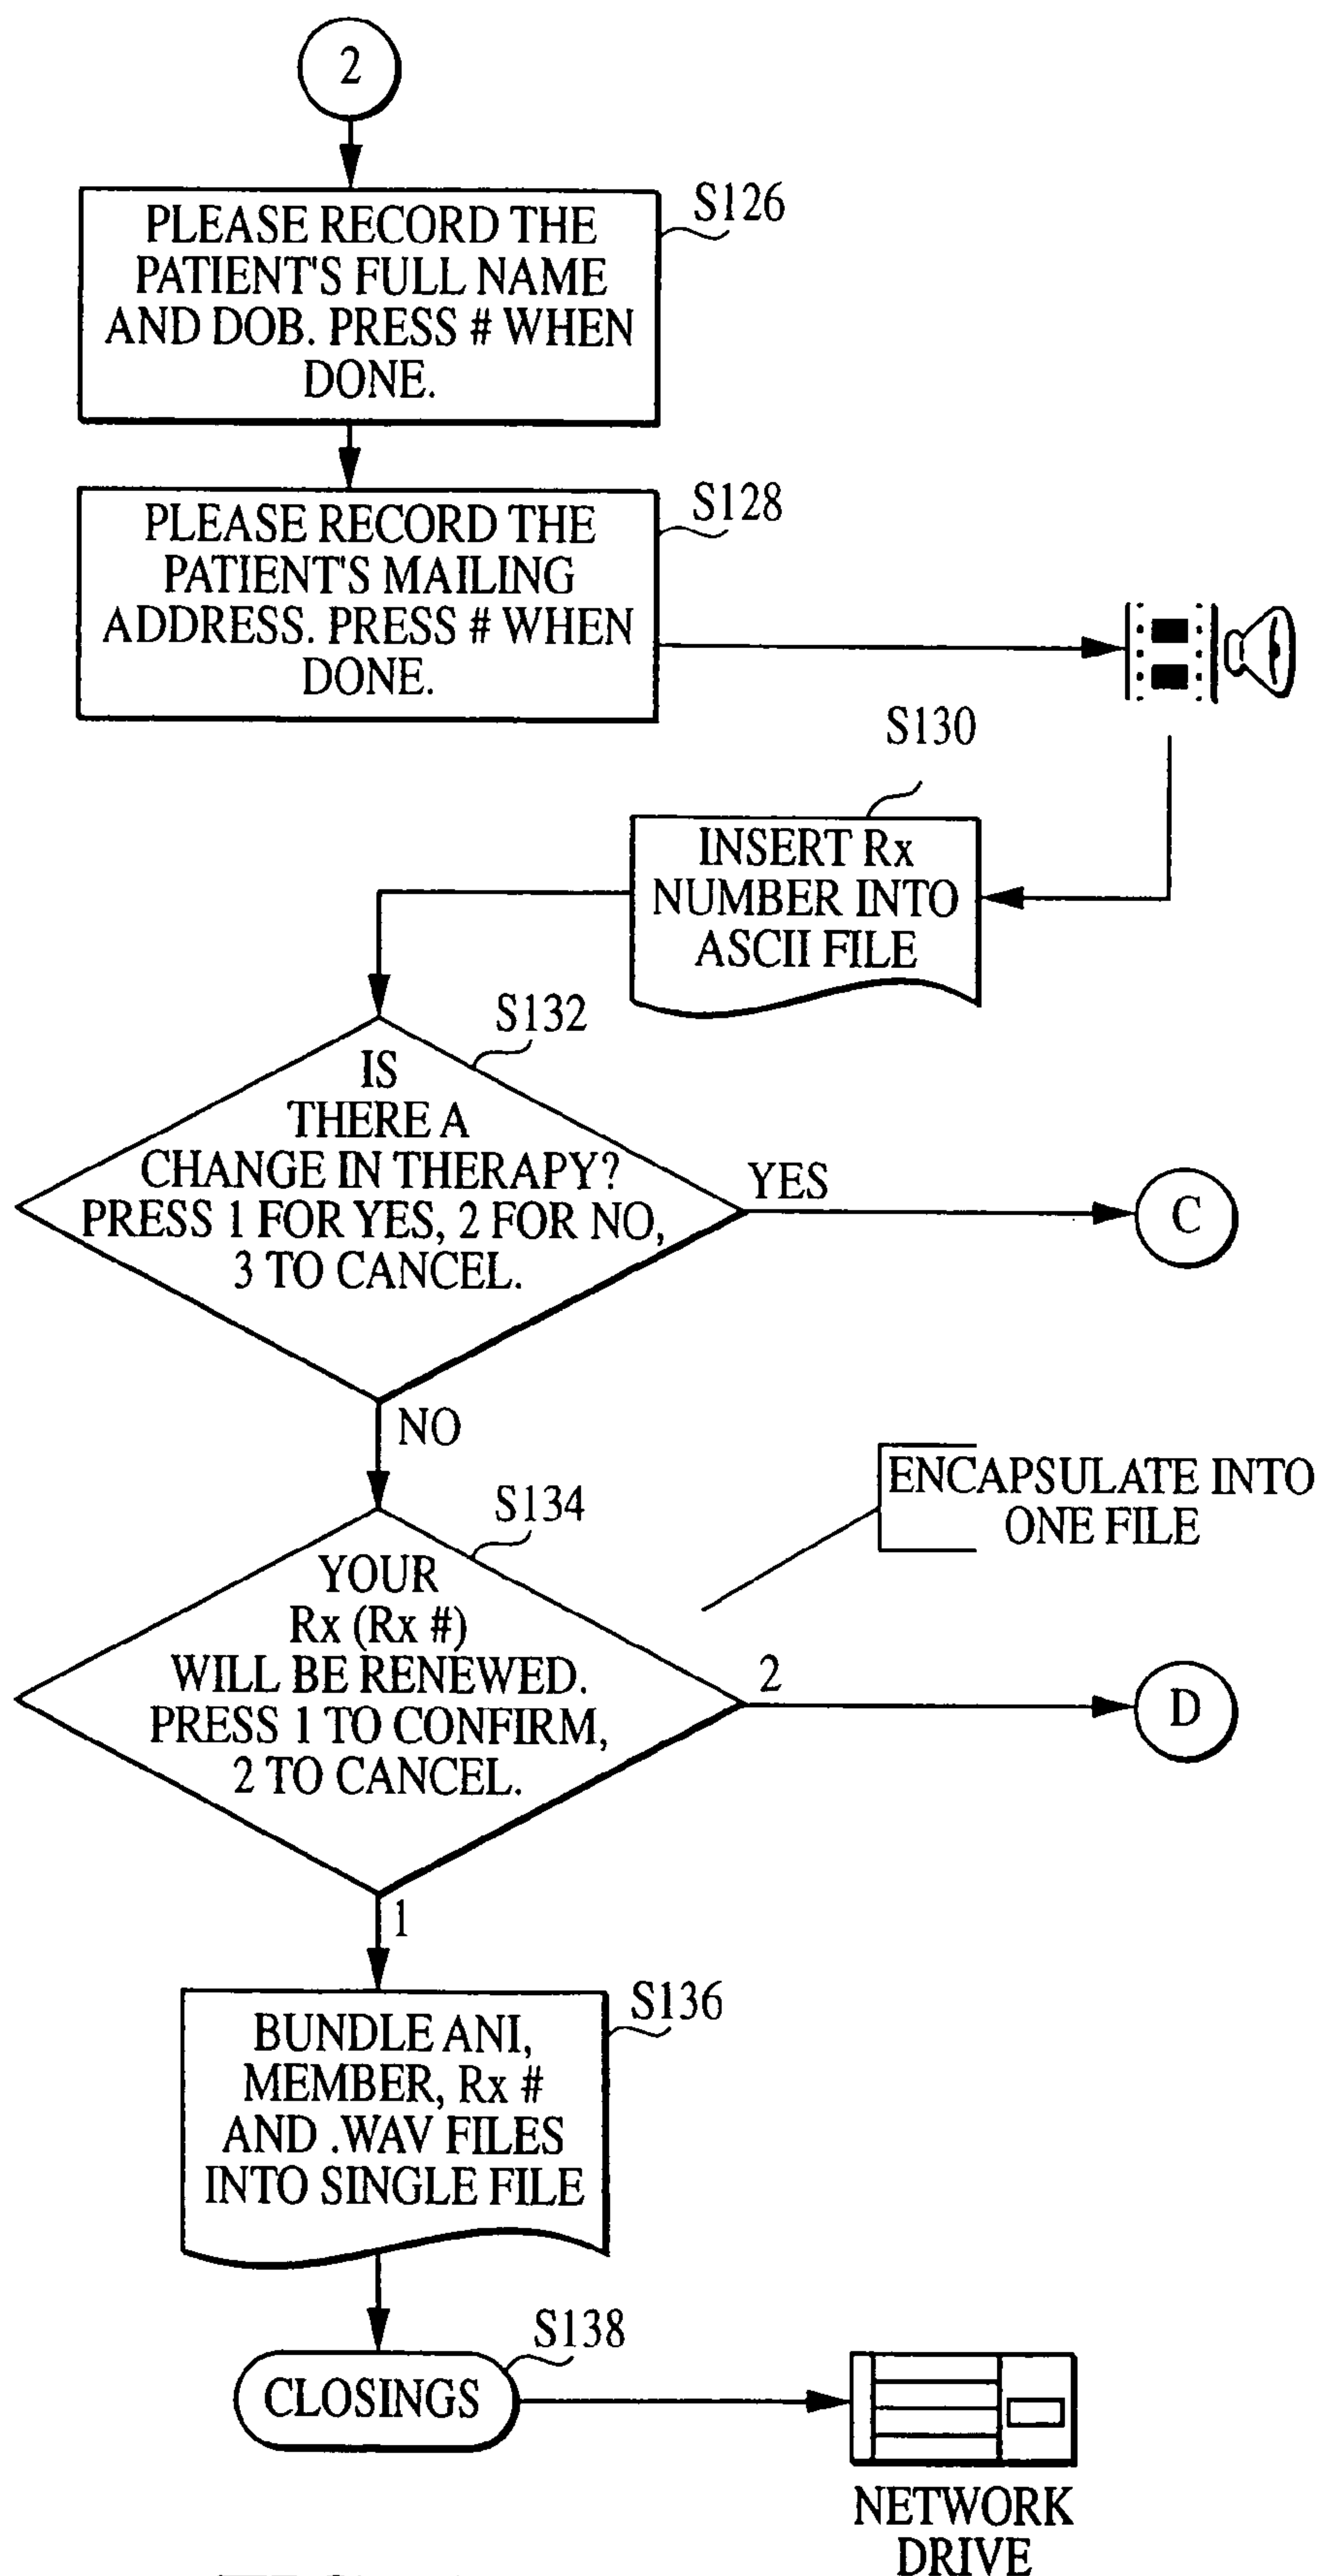 2
S126
PLEASE RECORD THE
PATIENT'S FULL NAME
AND DOB. PRESS # WHEN
DONE.
S128
PLEASE RECORD THE
PATIENT'S MAILING
ADDRESS. PRESS # WHEN
DONE.
S130
INSERT Rx
NUMBER INTO
ASCII FILE
S132
IS
THERE A
CHANGE IN THERAPY?
PRESS 1 FOR YES, 2 FOR NO,
3 TO CANCEL.
YES
C
NO
ENCAPSULATE INTO
ONE FILE
S134
YOUR
Rx (Rx #)
WILL BE RENEWED.
PRESS 1 TO CONFIRM,
2 TO CANCEL.
2
D
1
S136
BUNDLE ANI,
MEMBER, Rx #
AND .WAV FILES
INTO SINGLE FILE
S138
CLOSINGS
NETWORK
DRIVE